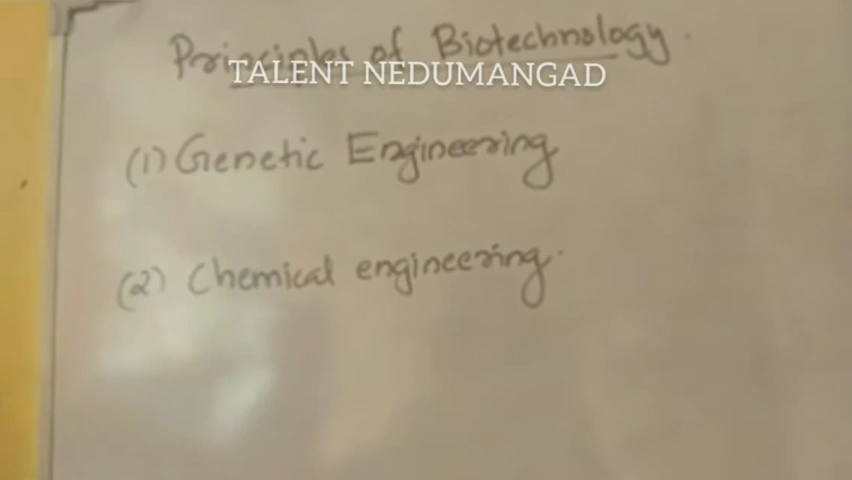 Principles of Biotechnology.
TALENT NEDUMANGAD
(1) Genetic Engineering
(2) Chemical engineering.